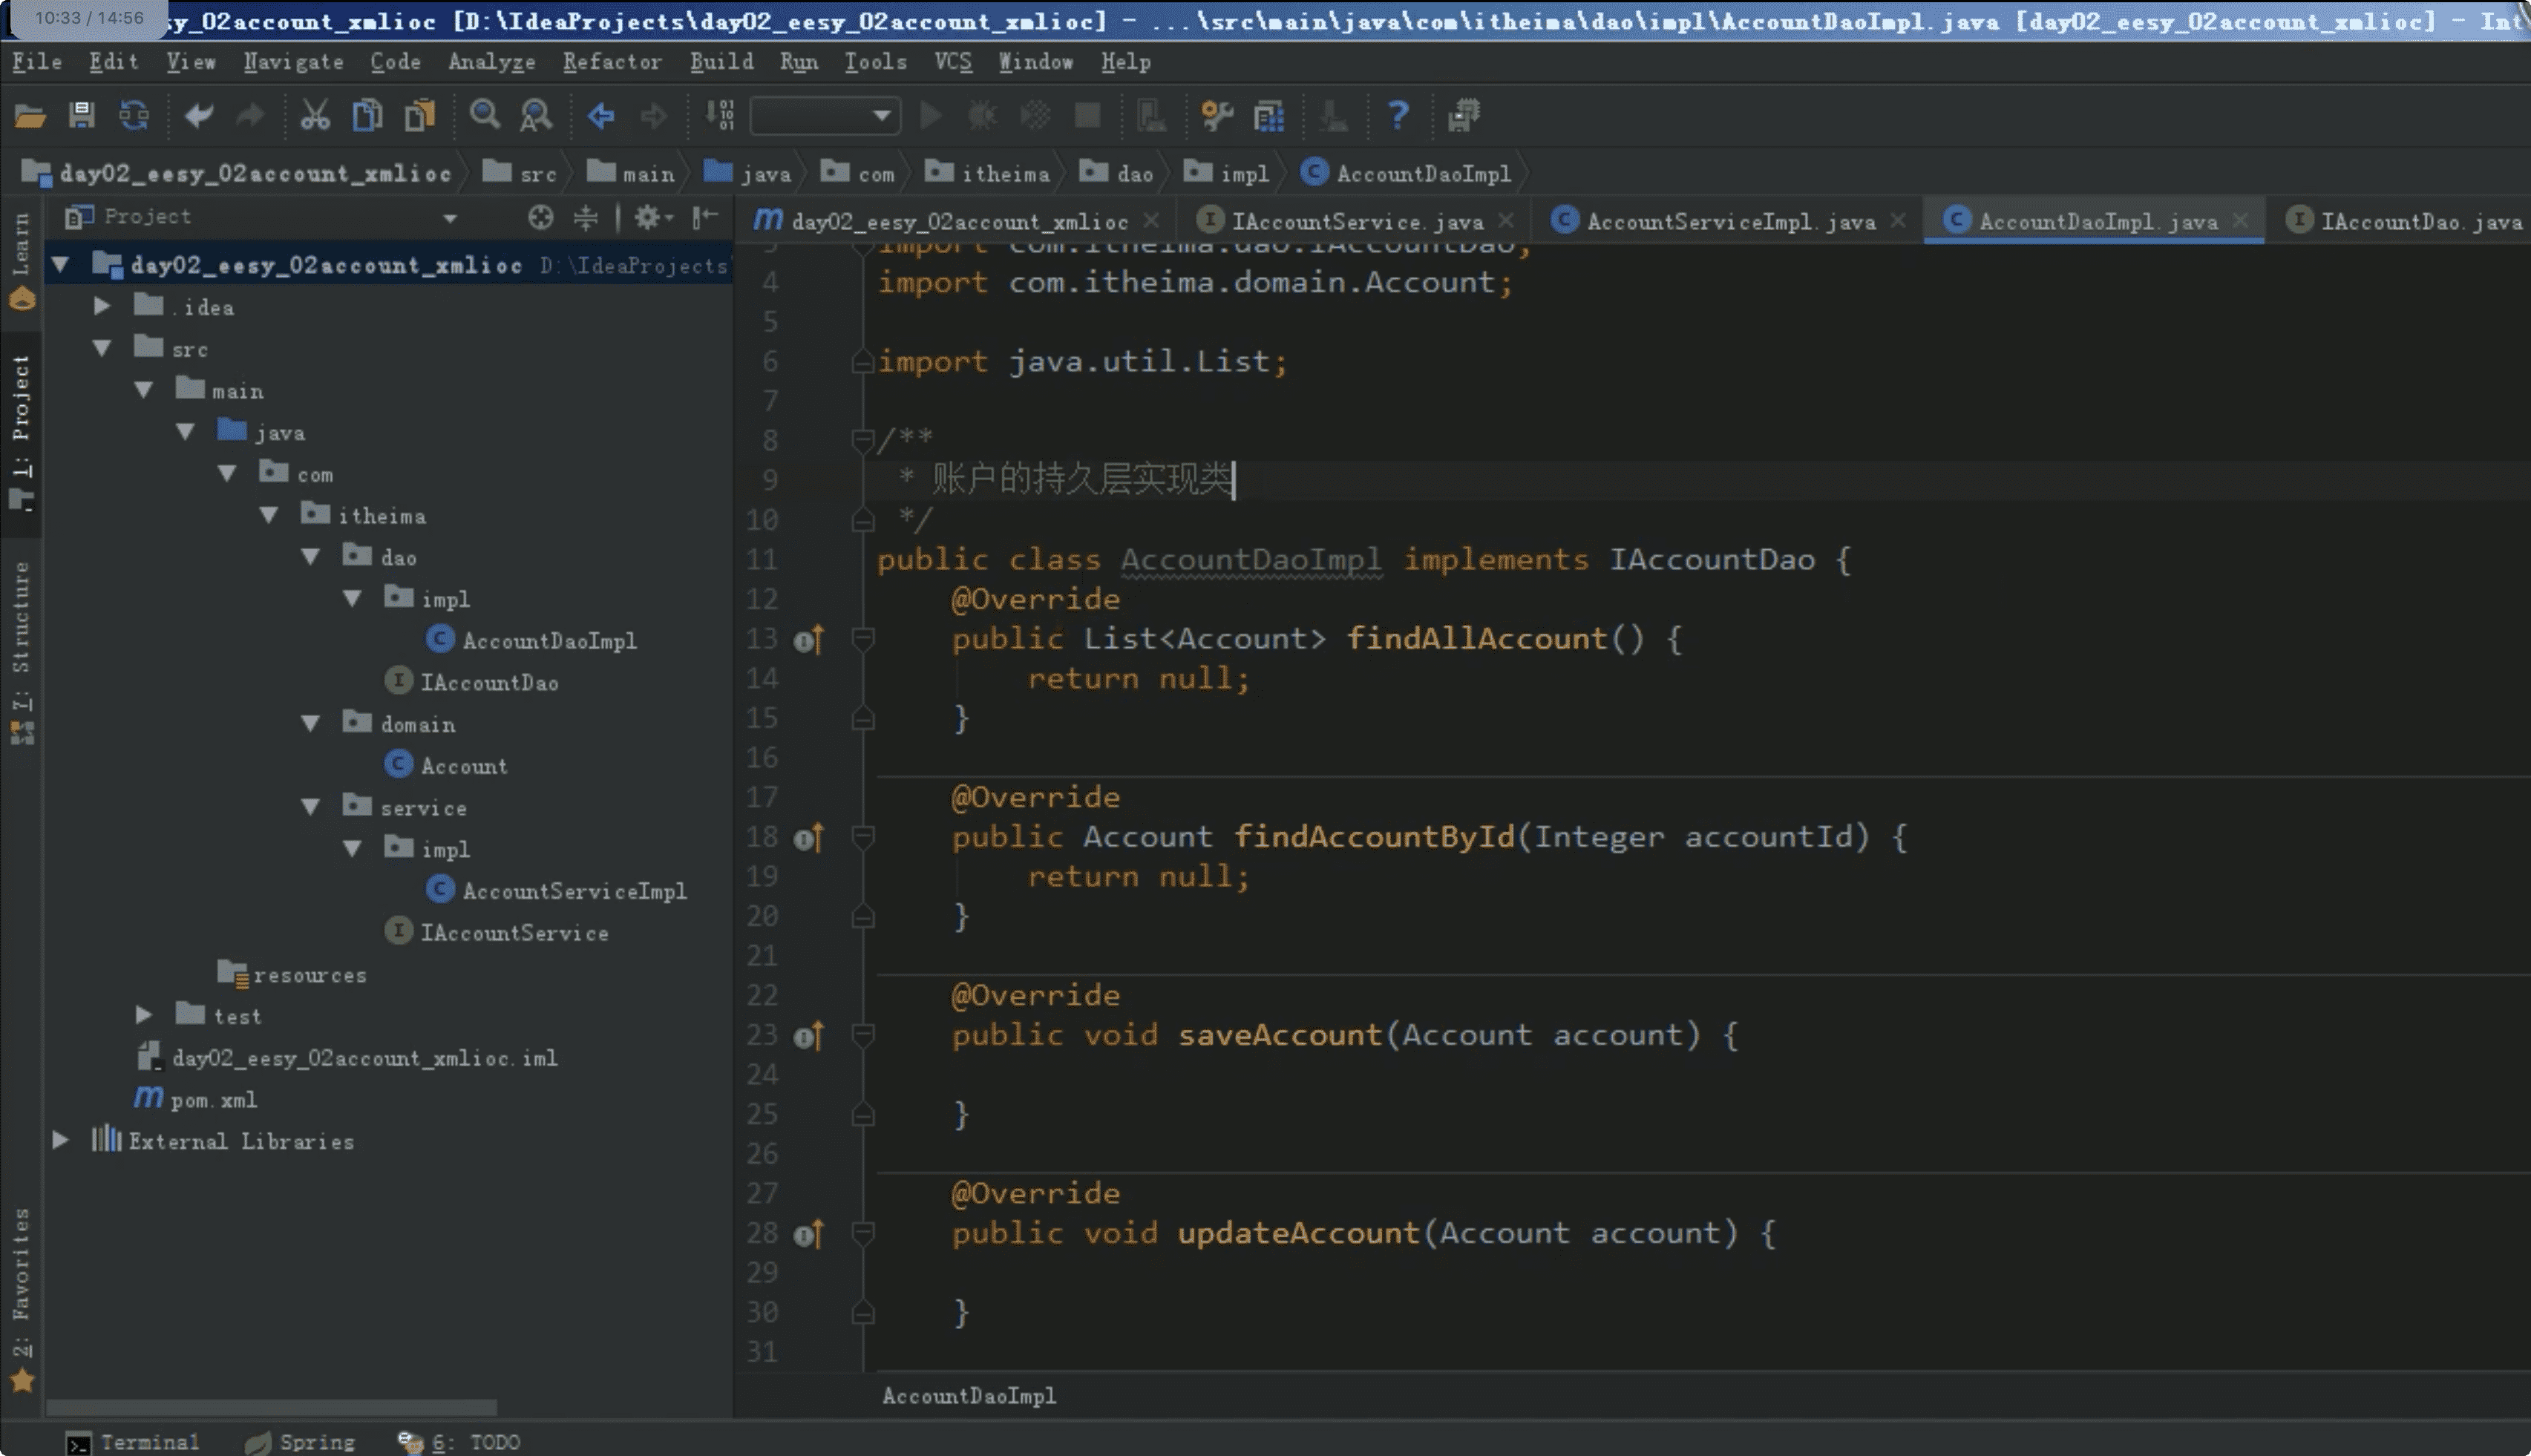 10:33 / 14:56
sy_02account_xmlioc [D:\IdeaProjects\day02_eesy_02account_xmlioc] - ...\src\main\java\com\itheima\dao\impl\AccountDaoImpl.java [day02_eesy_02account_xmlioc] - Int
File Edit View Navigate Code Analyze Refactor Build Run Tools VCS Window Help
day02_eesy_02account_xmlioc src main java com itheima dao impl AccountDaoImpl
Project
day02_eesy_02account_xmlioc IAccountService.java AccountServiceImpl.java AccountDaoImpl.java IAccountDao.java
Learn
1: Project
7: Structure
2: Favorites
day02_eesy_02account_xmlioc D:\IdeaProjects
.idea
src
main
java
com
itheima
dao
impl
AccountDaoImpl
IAccountDao
domain
Account
service
impl
AccountServiceImpl
IAccountService
resources
test
day02_eesy_02account_xmlioc.iml
pom.xml
External Libraries
3 import com.itheima.dao.IAccountDao;
4 import com.itheima.domain.Account;
5
6 import java.util.List;
7
8 /**
9 * 账户的持久层实现类
10 */
11 public class AccountDaoImpl implements IAccountDao {
12 @Override
13 public List<Account> findAllAccount() {
14 return null;
15 }
16
17 @Override
18 public Account findAccountById(Integer accountId) {
19 return null;
20 }
21
22 @Override
23 public void saveAccount(Account account) {
24
25 }
26
27 @Override
28 public void updateAccount(Account account) {
29
30 }
31
AccountDaoImpl
Terminal Spring 6: TODO